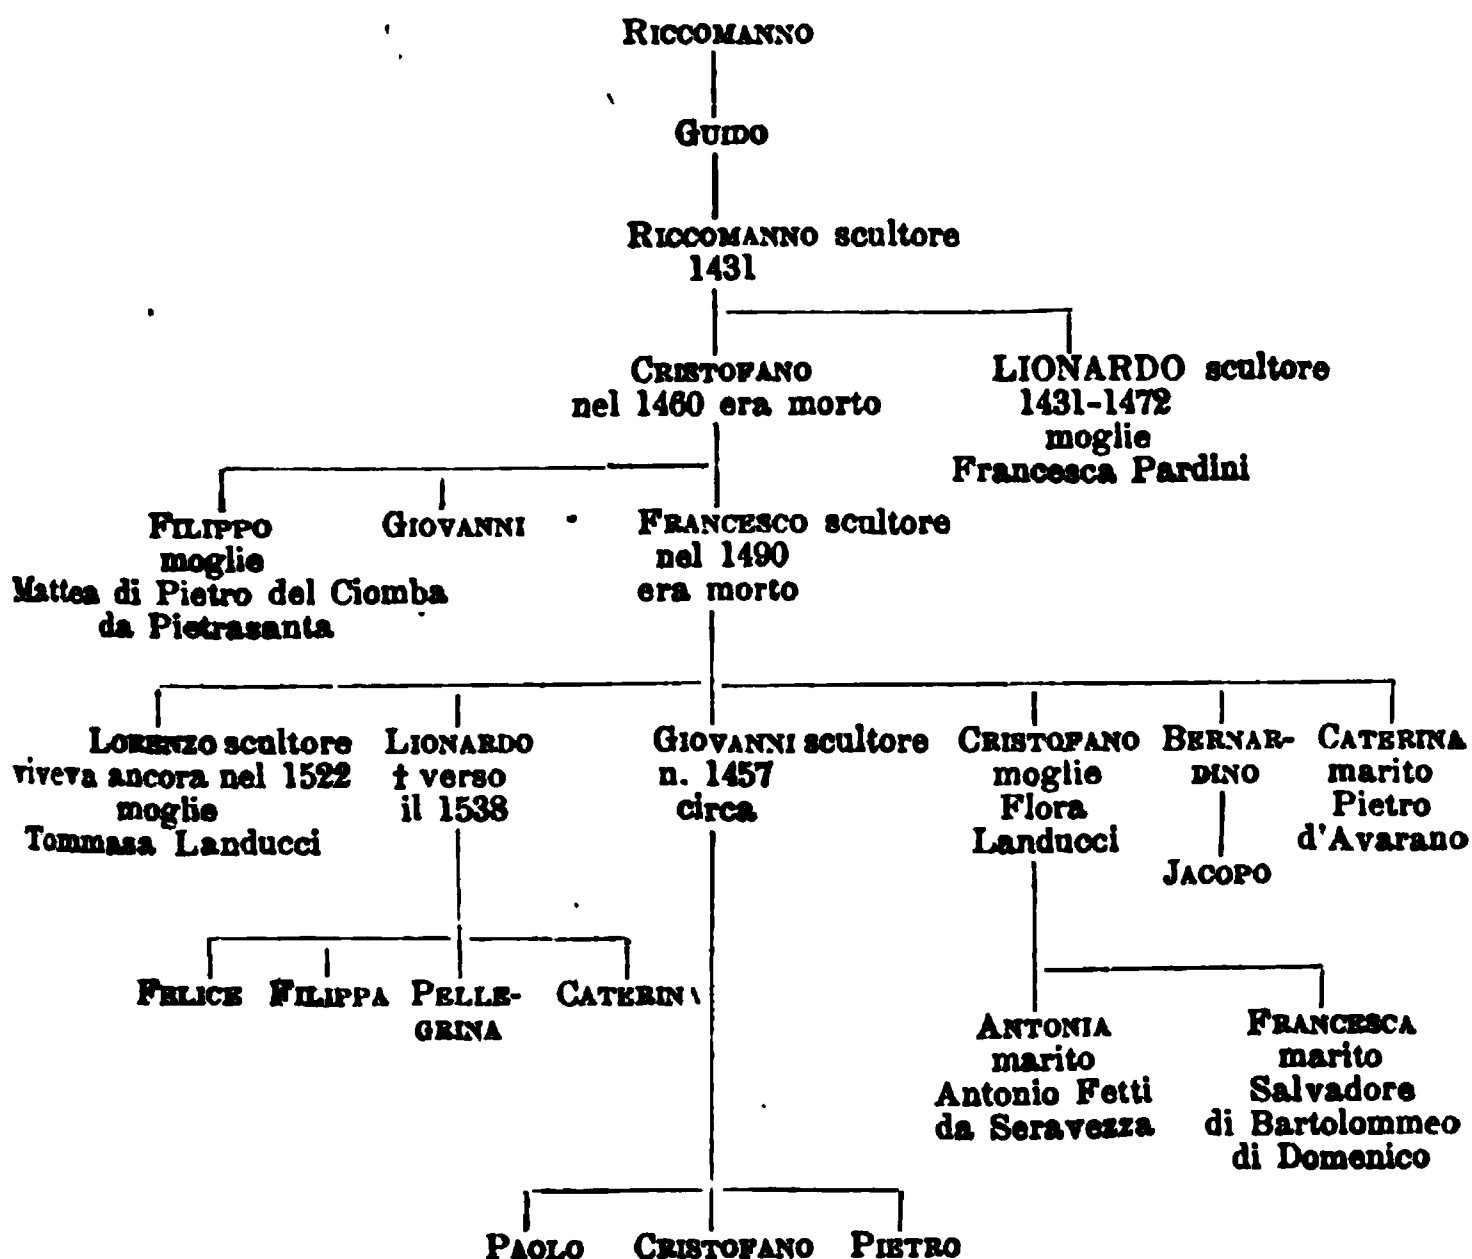 RICCOMANNO
GUIDO
RICCOMANNO scultore
1431
CRISTOFANO
nel 1460 era morto
LIONARDO scultore
1431-1472
moglie
Francesca Pardini
FILIPPO
moglie
Mattea di Pietro del Ciomba
da Pietrasanta
GIOVANNI
FRANCESCO scultore
nel 1490
era morto
LORENZO scultore
viveva ancora nel 1522
moglie
Tommasa Landucci
LIONARDO
† verso
il 1538
GIOVANNI scultore
n. 1457
circa
CRISTOFANO
moglie
Flora
Landucci
BERNAR-
DINO
JACOPO
CATERINA
marito
Pietro
d'Avarano
FELICE
FILIPPA
PELLE-
GRINA
CATERINA
ANTONIA
marito
Antonio Fetti
da Seravezza
FRANCESCA
marito
Salvadore
di Bartolommeo
di Domenico
PAOLO
CRISTOFANO
PIETRO